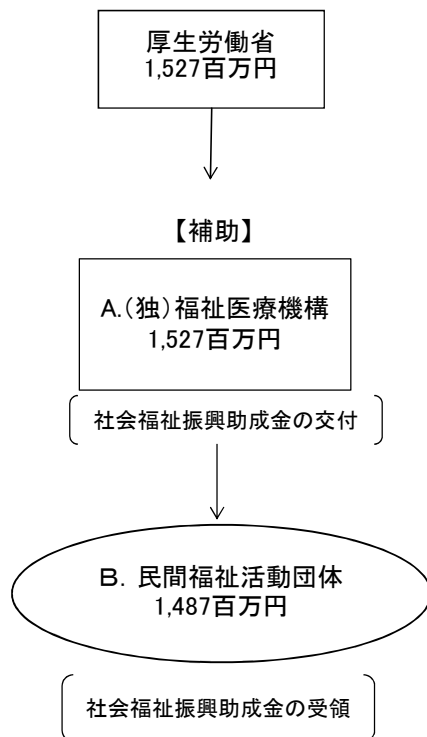 厚生労働省
1,527百万円
【補助】
A.(独)福祉医療機構
1,527百万円
社会福祉振興助成金の交付
B. 民間福祉活動団体
1,487百万円
社会福祉振興助成金の受領